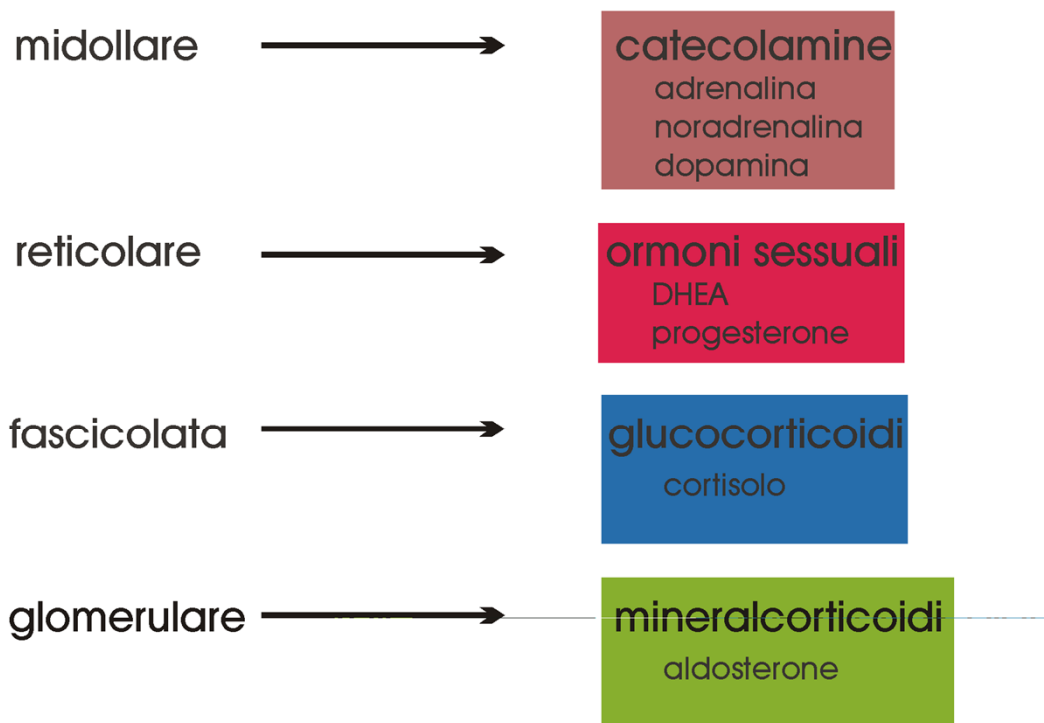 midollare
catecolamine
adrenalina
noradrenalina
dopamina
reticolare
ormoni sessuali
DHEA
progesterone
fascicolata
glucocorticoidi
cortisolo
glomerulare
mineralcorticoidi
aldosterone